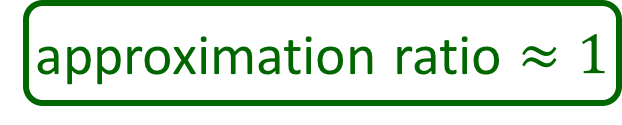 approximation ratio ≈ 1